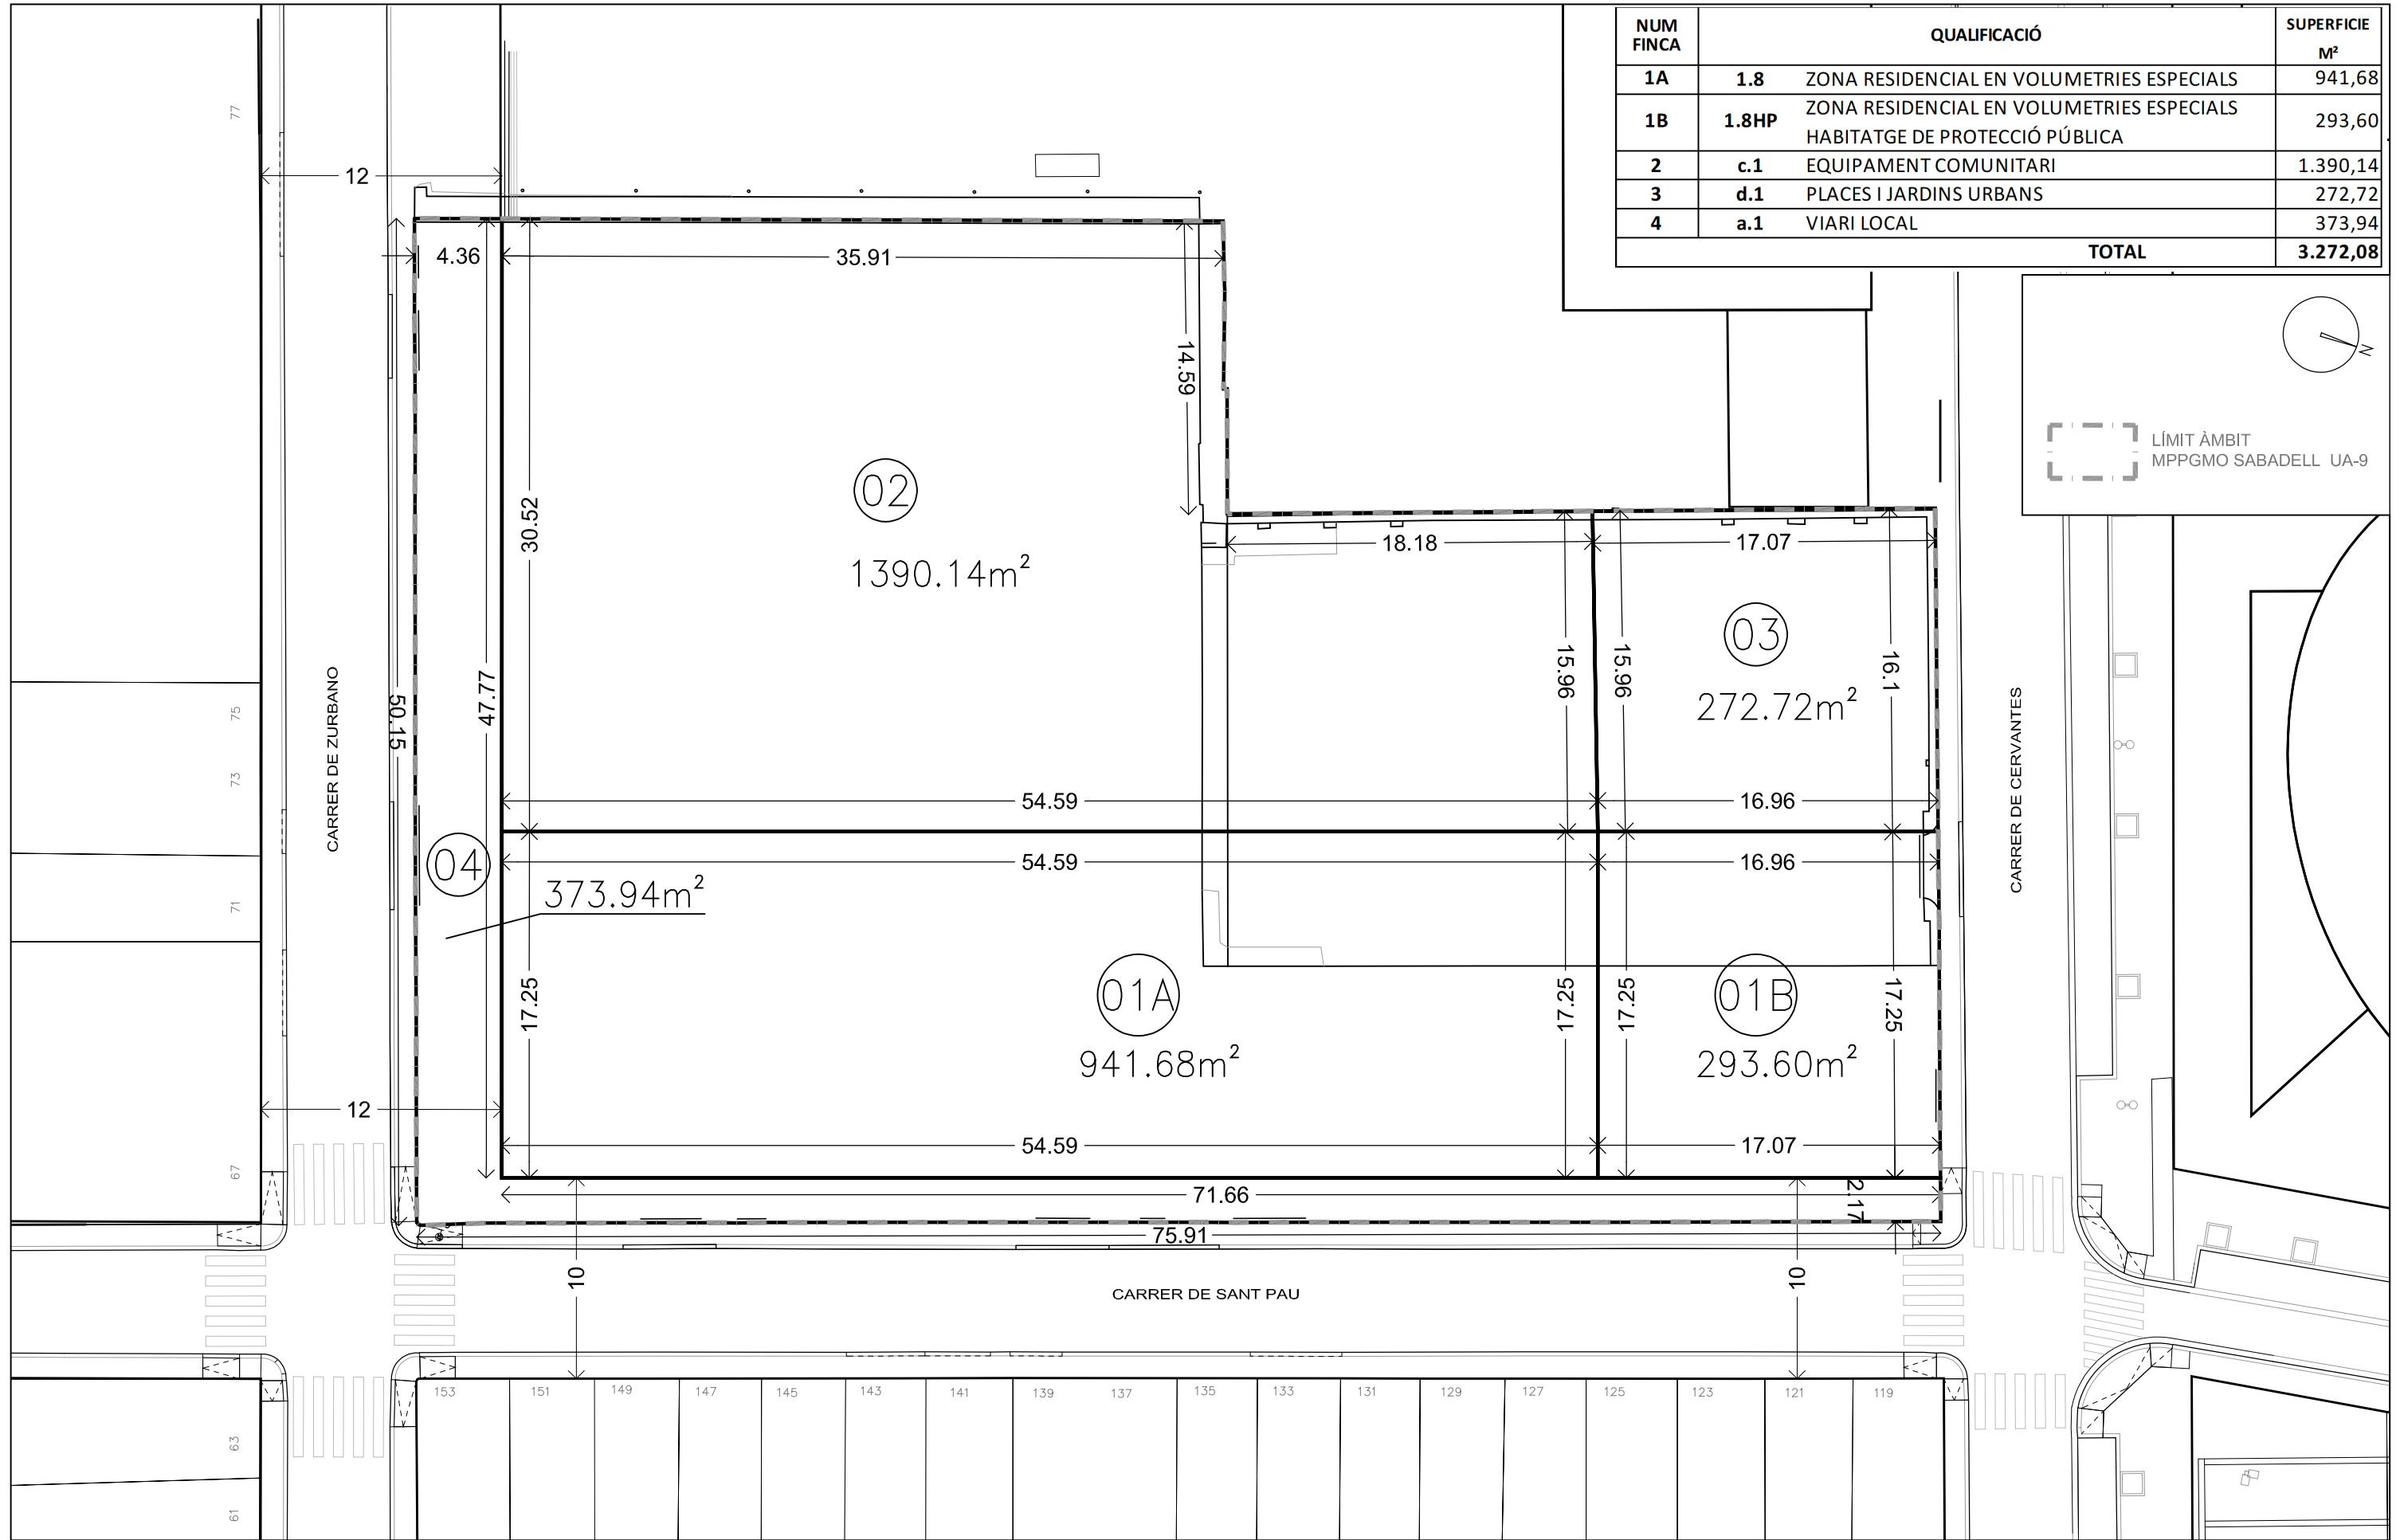 NUM FINCA QUALIFICACIÓ SUPERFICIE M²
1A 1.8 ZONA RESIDENCIAL EN VOLUMETRIES ESPECIALS 941,68
1B 1.8HP ZONA RESIDENCIAL EN VOLUMETRIES ESPECIALS HABITATGE DE PROTECCIÓ PÚBLICA 293,60
2 c.1 EQUIPAMENT COMUNITARI 1.390,14
3 d.1 PLACES I JARDINS URBANS 272,72
4 a.1 VIARI LOCAL 373,94
TOTAL 3.272,08
N
LÍMIT ÀMBIT
MPPGMO SABADELL UA-9
77
12
4.36
35.91
14.59
30.52
02
1390.14m²
18.18
17.07
03
272.72m²
15.96
15.96
16.1
50.15
47.77
CARRER DE ZURBANO
CARRER DE CERVANTES
75
73
71
67
54.59
16.96
54.59
16.96
04
373.94m²
17.25
01A
941.68m²
17.25
17.25
01B
293.60m²
17.25
12
54.59
17.07
71.66
2.17
75.91
10
10
CARRER DE SANT PAU
153
151
149
147
145
143
141
139
137
135
133
131
129
127
125
123
121
119
63
61